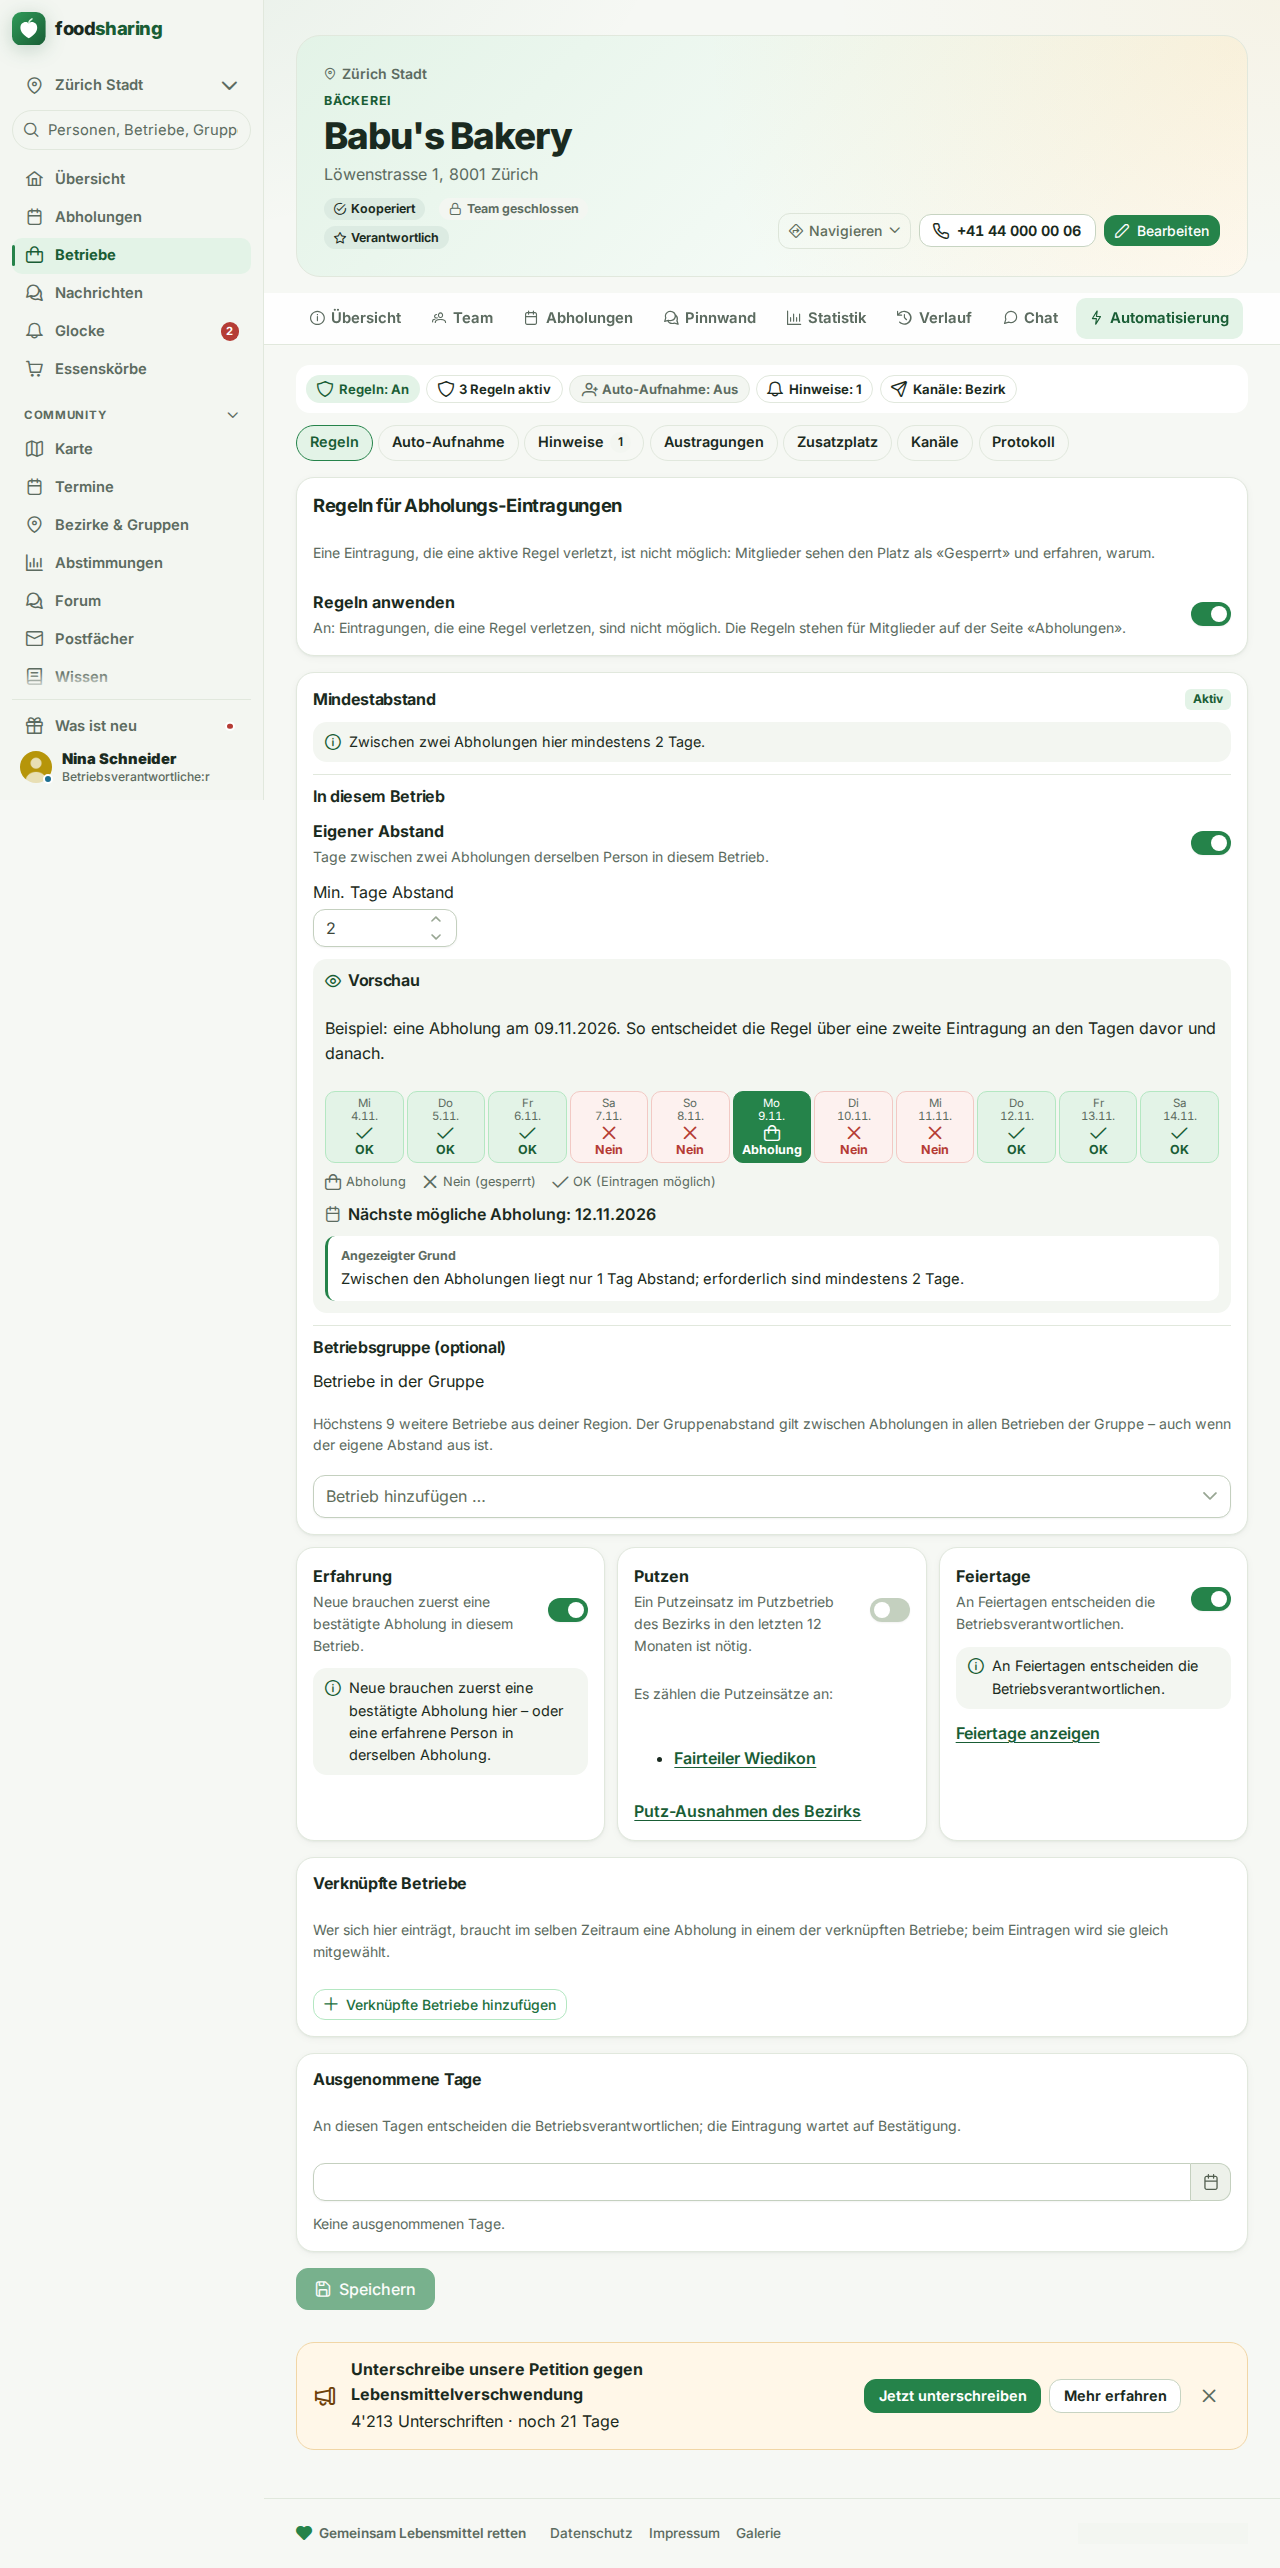 foodsharing
Zürich Stadt
Personen, Betriebe, Grupp
Übersicht
Abholungen
Betriebe
Nachrichten
Glocke 2
Essenskörbe
COMMUNITY
Karte
Termine
Bezirke & Gruppen
Abstimmungen
Forum
Postfächer
Wissen
Was ist neu
Nina Schneider
Betriebsverantwortliche:r
Zürich Stadt
BÄCKEREI
Babu's Bakery
Löwenstrasse 1, 8001 Zürich
Kooperiert Team geschlossen
Verantwortlich
Navigieren +41 44 000 00 06 Bearbeiten
Übersicht Team Abholungen Pinnwand Statistik Verlauf Chat Automatisierung
Regeln: An 3 Regeln aktiv Auto-Aufnahme: Aus Hinweise: 1 Kanäle: Bezirk
Regeln Auto-Aufnahme Hinweise 1 Austragungen Zusatzplatz Kanäle Protokoll
Regeln für Abholungs-Eintragungen
Eine Eintragung, die eine aktive Regel verletzt, ist nicht möglich: Mitglieder sehen den Platz als «Gesperrt» und erfahren, warum.
Regeln anwenden
An: Eintragungen, die eine Regel verletzen, sind nicht möglich. Die Regeln stehen für Mitglieder auf der Seite «Abholungen».
Mindestabstand Aktiv
Zwischen zwei Abholungen hier mindestens 2 Tage.
In diesem Betrieb
Eigener Abstand
Tage zwischen zwei Abholungen derselben Person in diesem Betrieb.
Min. Tage Abstand
2
Vorschau
Beispiel: eine Abholung am 09.11.2026. So entscheidet die Regel über eine zweite Eintragung an den Tagen davor und
danach.
Mi Do Fr Sa So Mo Di Mi Do Fr Sa
4.11. 5.11. 6.11. 7.11. 8.11. 9.11. 10.11. 11.11. 12.11. 13.11. 14.11.
OK OK OK Nein Nein Abholung Nein Nein OK OK OK
Abholung Nein (gesperrt) OK (Eintragen möglich)
Nächste mögliche Abholung: 12.11.2026
Angezeigter Grund
Zwischen den Abholungen liegt nur 1 Tag Abstand; erforderlich sind mindestens 2 Tage.
Betriebsgruppe (optional)
Betriebe in der Gruppe
Höchstens 9 weitere Betriebe aus deiner Region. Der Gruppenabstand gilt zwischen Abholungen in allen Betrieben der Gruppe – auch wenn
der eigene Abstand aus ist.
Betrieb hinzufügen ...
Erfahrung
Neue brauchen zuerst eine
bestätigte Abholung in diesem
Betrieb.
Neue brauchen zuerst eine
bestätigte Abholung hier – oder
eine erfahrene Person in
derselben Abholung.
Putzen
Ein Putzeinsatz im Putzbetrieb
des Bezirks in den letzten 12
Monaten ist nötig.
Es zählen die Putzeinsätze an:
• Fairteiler Wiedikon
Putz-Ausnahmen des Bezirks
Feiertage
An Feiertagen entscheiden die
Betriebsverantwortlichen.
An Feiertagen entscheiden die
Betriebsverantwortlichen.
Feiertage anzeigen
Verknüpfte Betriebe
Wer sich hier einträgt, braucht im selben Zeitraum eine Abholung in einem der verknüpften Betriebe; beim Eintragen wird sie gleich
mitgewählt.
Verknüpfte Betriebe hinzufügen
Ausgenommene Tage
An diesen Tagen entscheiden die Betriebsverantwortlichen; die Eintragung wartet auf Bestätigung.
Keine ausgenommenen Tage.
Speichern
Unterschreibe unsere Petition gegen
Lebensmittelverschwendung
4'213 Unterschriften · noch 21 Tage
Jetzt unterschreiben Mehr erfahren
Gemeinsam Lebensmittel retten Datenschutz Impressum Galerie